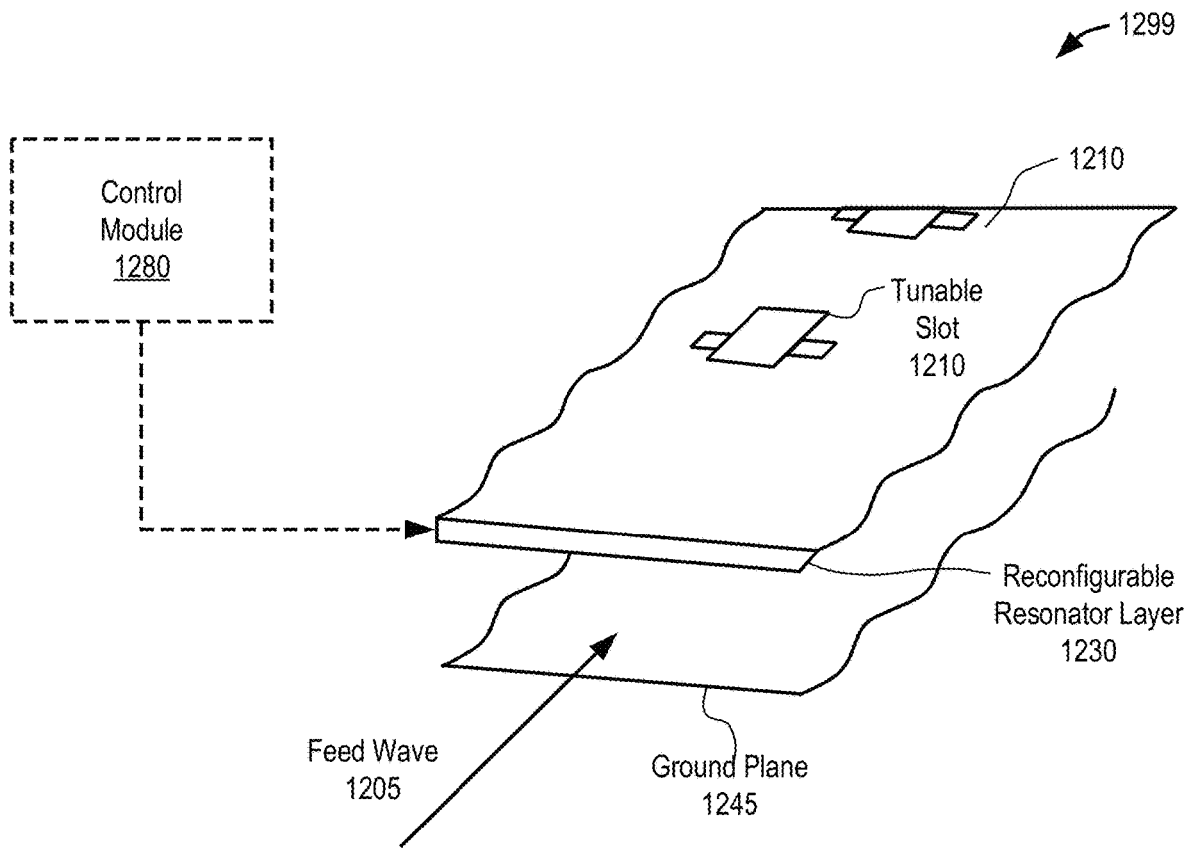 1299
Control
Module
1280
1210
Tunable
Slot
1210
Reconfigurable
Resonator Layer
1230
Feed Wave
1205
Ground Plane
1245